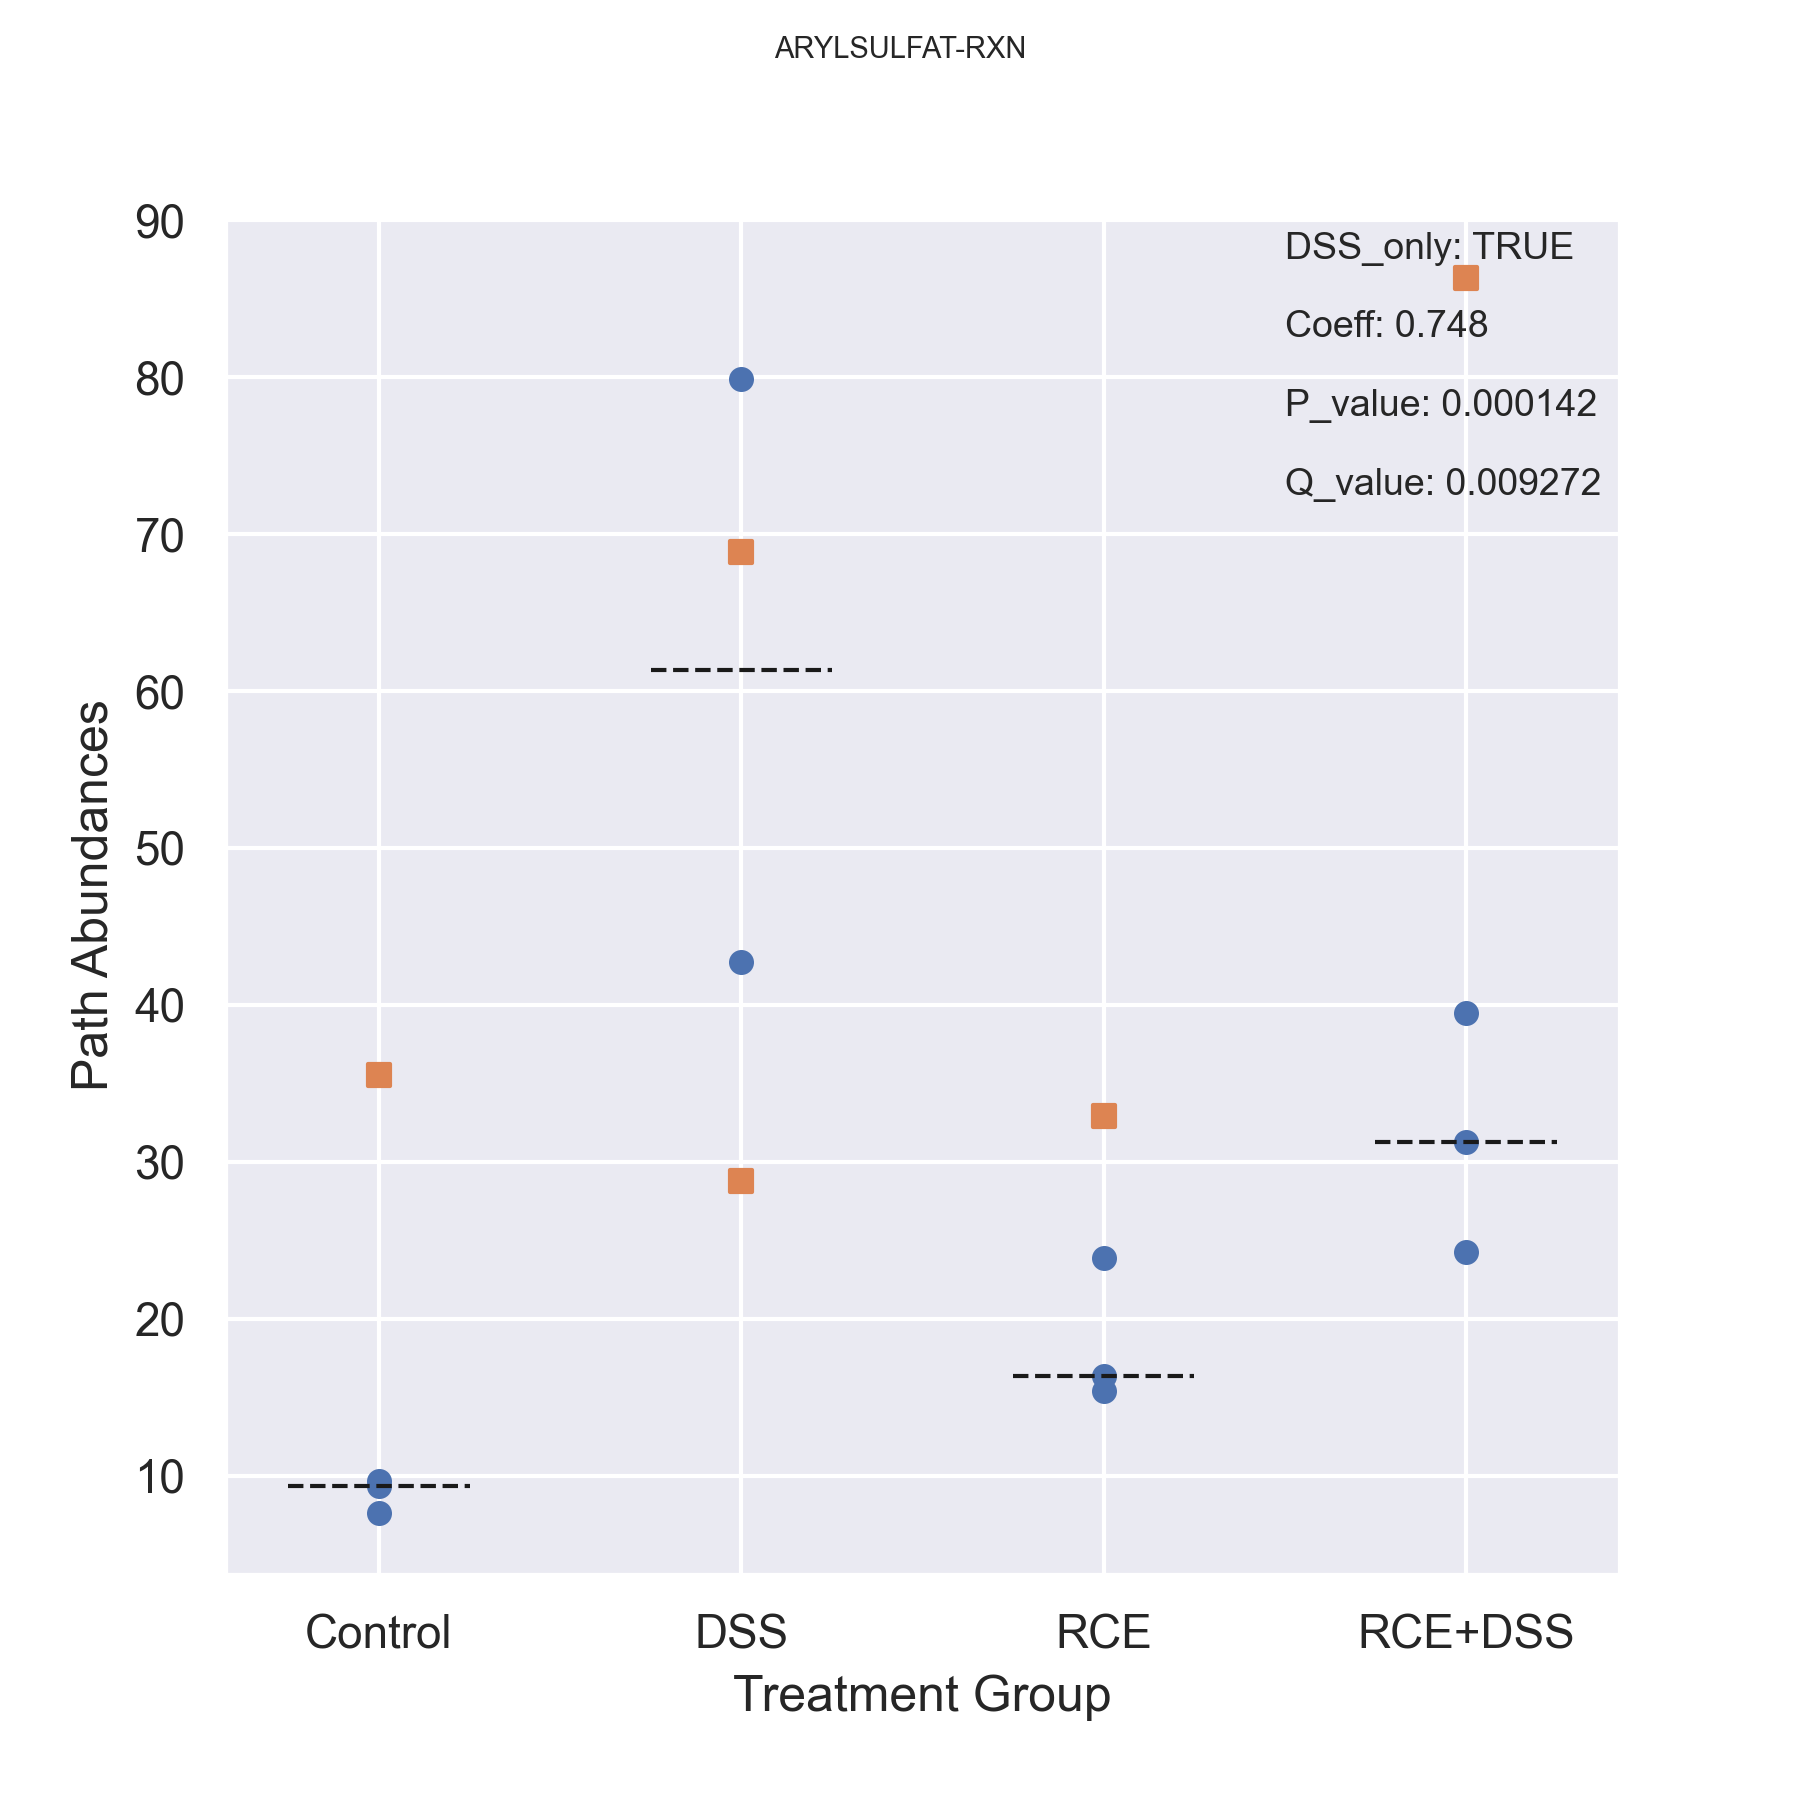 ARYLSULFAT-RXN
90
80
70
60
50
40
30
20
10
Path Abundances
DSS_only: TRUE
Coeff: 0.748
P_value: 0.000142
Q_value: 0.009272
Control DSS RCE RCE+DSS
Treatment Group